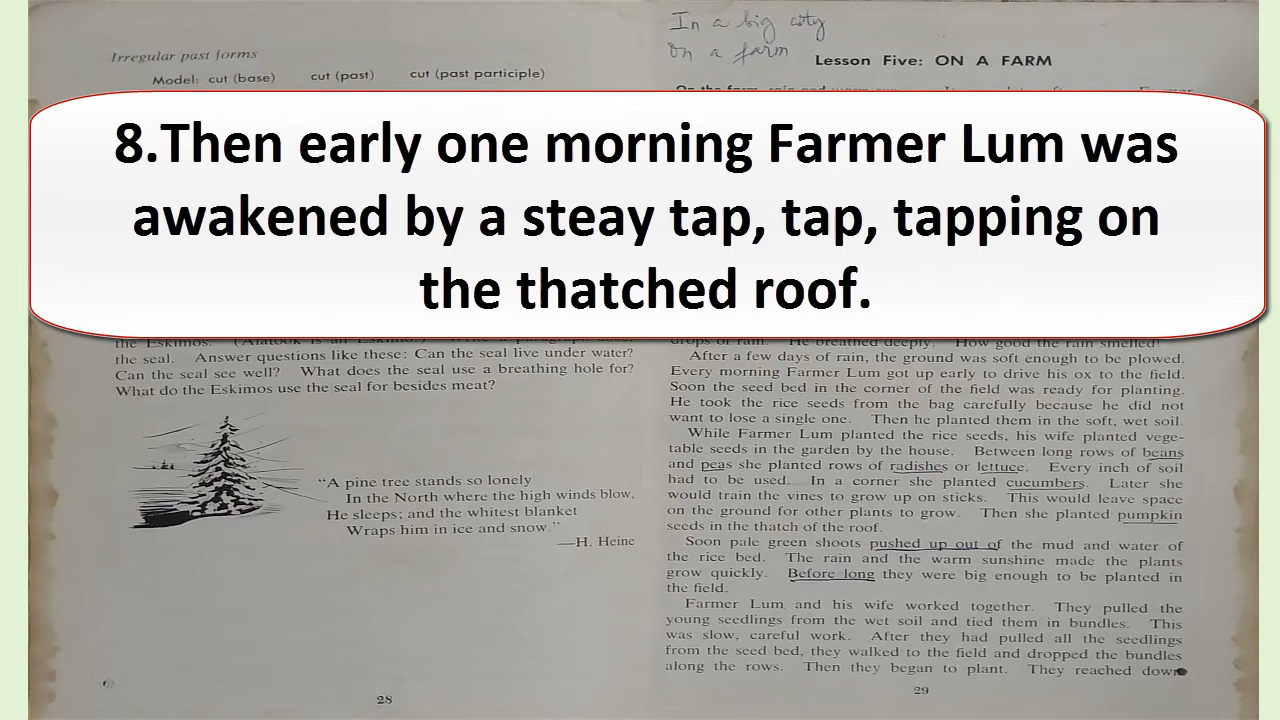 In a big city
On a farm
Irregular past forms
Model: cut (base) cut (past) cut (past participle)
Lesson Five: ON A FARM
8.Then early one morning Farmer Lum was
awakened by a steay tap, tap, tapping on
the thatched roof.
the seal. Answer questions like these: Can the seal live under water?
Can the seal see well? What does the seal use a breathing hole for?
What do the Eskimos use the seal for besides meat?
"A pine tree stands so lonely
In the North where the high winds blow,
He sleeps; and the whitest blanket
Wraps him in ice and snow."
—H. Heine
28
drops of rain. He breathed deeply. How good the rain smelled!
After a few days of rain, the ground was soft enough to be plowed.
Every morning Farmer Lum got up early to drive his ox to the field.
Soon the seed bed in the corner of the field was ready for planting.
He took the rice seeds from the bag carefully because he did not
want to lose a single one. Then he planted them in the soft, wet soil.
While Farmer Lum planted the rice seeds, his wife planted vege-
table seeds in the garden by the house. Between long rows of beans
and peas she planted rows of radishes or lettuce. Every inch of soil
had to be used. In a corner she planted cucumbers. Later she
would train the vines to grow up on sticks. This would leave space
on the ground for other plants to grow. Then she planted pumpkin
seeds in the thatch of the roof.
Soon pale green shoots pushed up out of the mud and water of
the rice bed. The rain and the warm sunshine made the plants
grow quickly. Before long they were big enough to be planted in
the field.
Farmer Lum and his wife worked together. They pulled the
young seedlings from the wet soil and tied them in bundles. This
was slow, careful work. After they had pulled all the seedlings
from the seed bed, they walked to the field and dropped the bundles
along the rows. Then they began to plant. They reached down
29